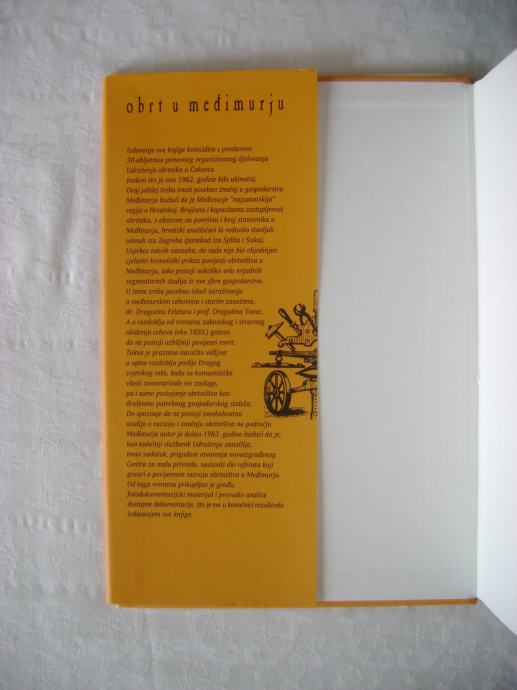 obrt u međimurju
Izdavanje ove knjige koincidira s proslavom
30-obljetnice ponovnog organiziranog djelovanja
Udruženja obrtnika u Čakovcu
(nakon što je ono 1962. godine bilo ukinuto).
Ovaj jubilej treba imati poseban značaj u gospodarstvu
Međimurja budući da je Međimurje "najzanatskija"
regija u Hrvatskoj. Brojčanu i kapacitarnu zastupljenost
obrtnika, s obzirom na površinu i broj stanovnika u
Međimurju, hrvatski analitičari bi redovito stavljali
odmah iza Zagreba (ponekad iza Splita i Siska).
Usprkos takvih naznaka, do sada nije bio objedinjen
cjeloviti kronološki prikaz povijesti obrtništva u
Međimurju, iako postoji nekoliko vrlo vrijednih
segmentarnih studija iz ove sfere gospodarstva.
U tome treba posebno istaći istraživanja
o međimurskim cehovima i starim zanatima,
dr. Dragutina Feletara i prof. Dragutina Tome.
A o razdoblju od vremena zakonskog i stvarnog
ukidanja cehova (oko 1850.) gotovo
da ne postoji ozbiljniji povijesni osvrt.
Takva je praznina naročito vidljiva
u opisu razdoblja poslije Drugog
svjetskog rata, kada su komunističke
vlasti zanemarivale sve zasluge,
pa i samo postojanje obrtništva kao
društveno potrebnog gospodarskog staleža.
Do spoznaje da ne postoji sveobuhvatna
studija o razvoju i značaju obrtništva na području
Međimurja autor je došao 1983. godine budući da je,
kao tadašnji službenik Udruženja zanatlija,
imao zadatak, prigodom otvorenja novoizgrađenog
Centra za malu privredu, sastaviti dio referata koji
govori o povijesnom razvoju obrtništva u Međimurju.
Od toga vremena prikupljao je građu,
fotodokumentacijski materijal i provodio analize
dostupne dokumentacije, što je sve u konačnici rezultiralo
izdavanjem ove knjige.